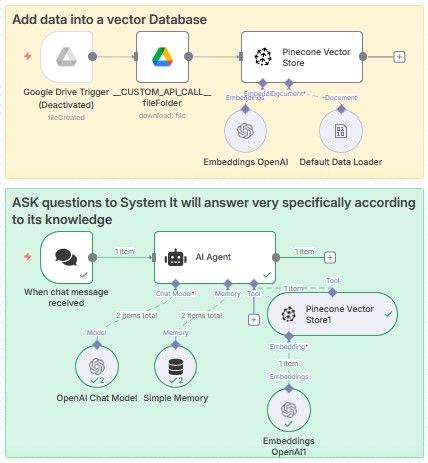 Add data into a vector Database
Pinecone Vector
Store
Google Drive Trigger
(Deactivated)
fileCreated
__CUSTOM_API_CALL__
fileFolder
download: file
Embeddings
Document*
Document
Embeddings OpenAI
Default Data Loader
ASK questions to System It will answer very specifically according
to its knowledge
1 item
AI Agent
1 item
When chat message
received
Chat Model*
Memory
Tool
1 item
Tool
2 items total
2 items total
Pinecone Vector
Store1
Model
Memory
Embedding*
1 item
2
2
OpenAI Chat Model
Simple Memory
Embeddings
Embeddings
OpenAI1